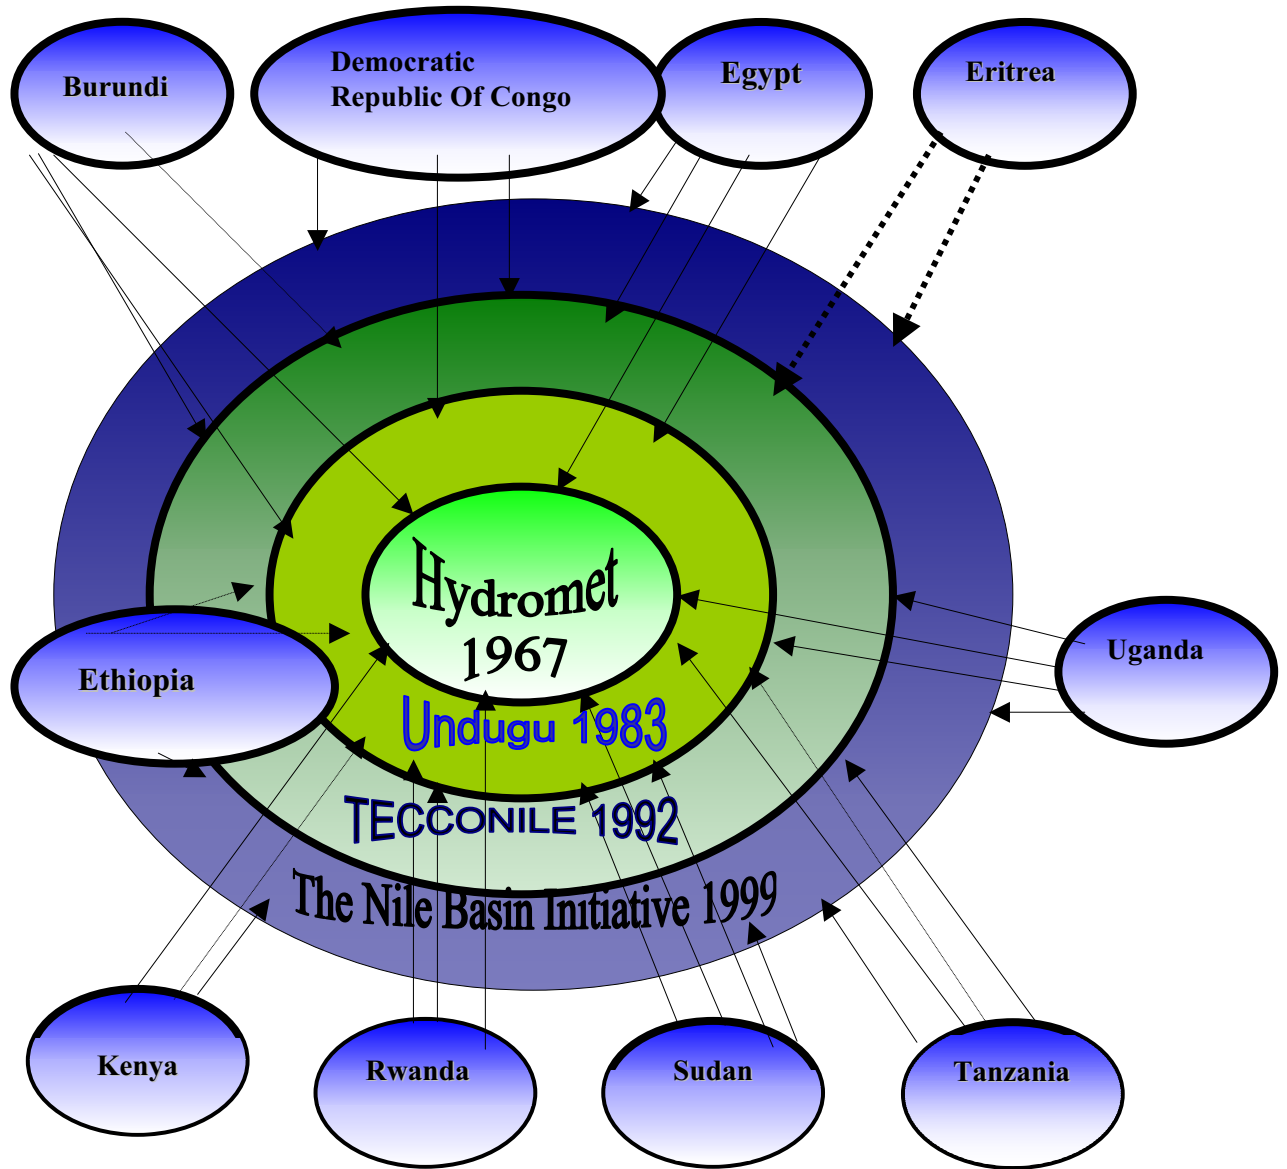 Burundi
Democratic
Republic Of Congo
Egypt
Eritrea
Hydromet
1967
Undugu 1983
TECCONILE 1992
The Nile Basin Initiative 1999
Ethiopia
Uganda
Kenya
Rwanda
Sudan
Tanzania